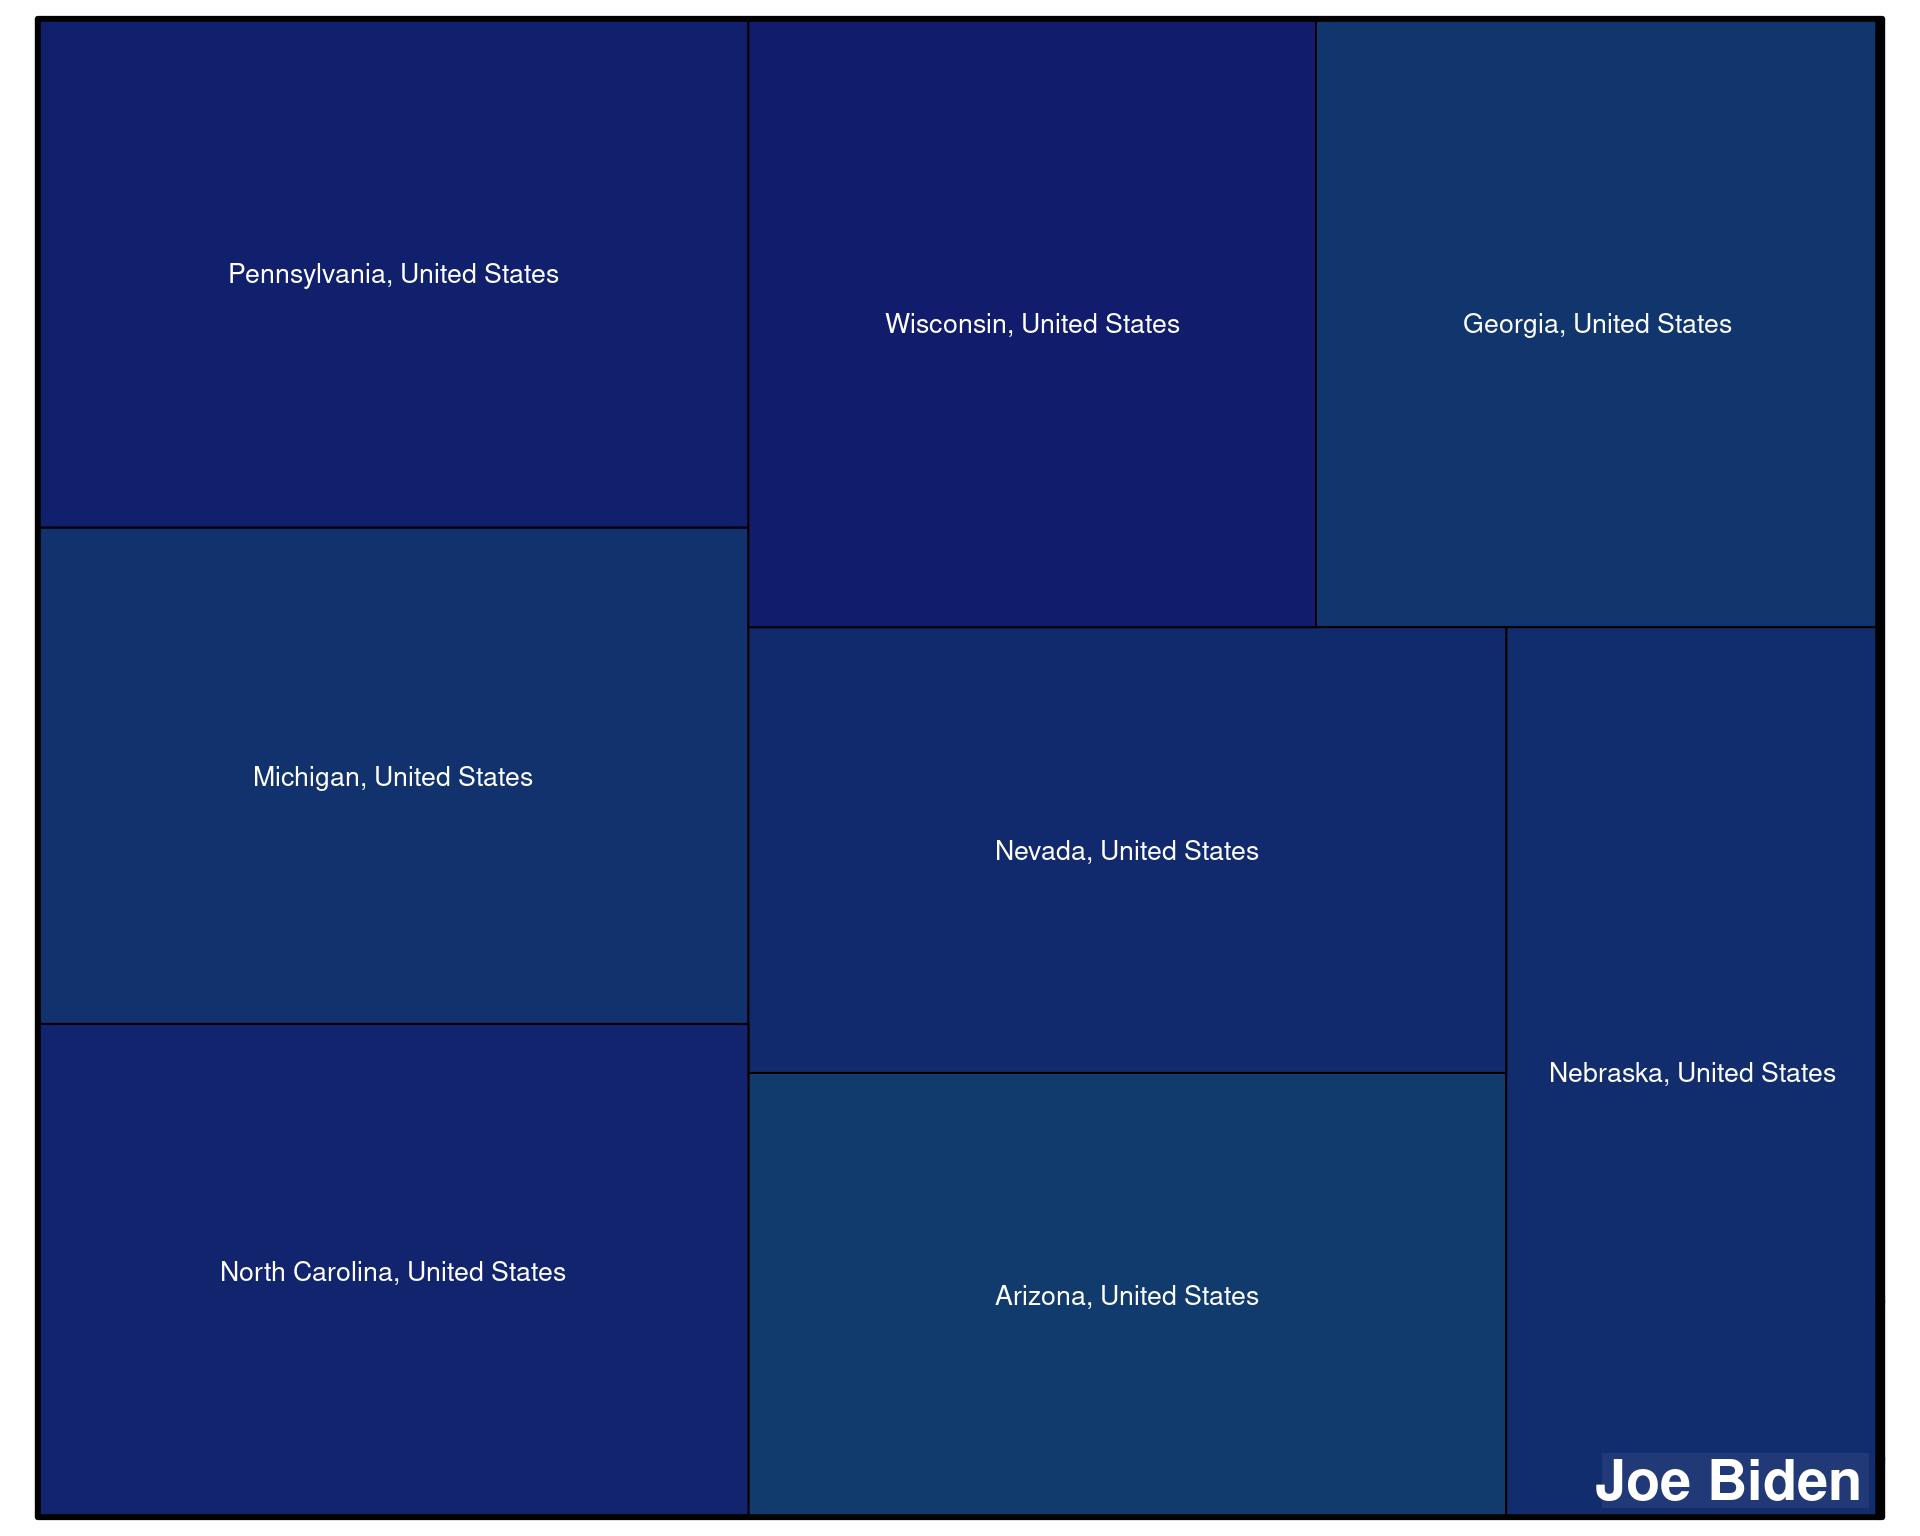 Pennsylvania, United States
Wisconsin, United States
Georgia, United States
Michigan, United States
Nevada, United States
Nebraska, United States
North Carolina, United States
Arizona, United States
Joe Biden